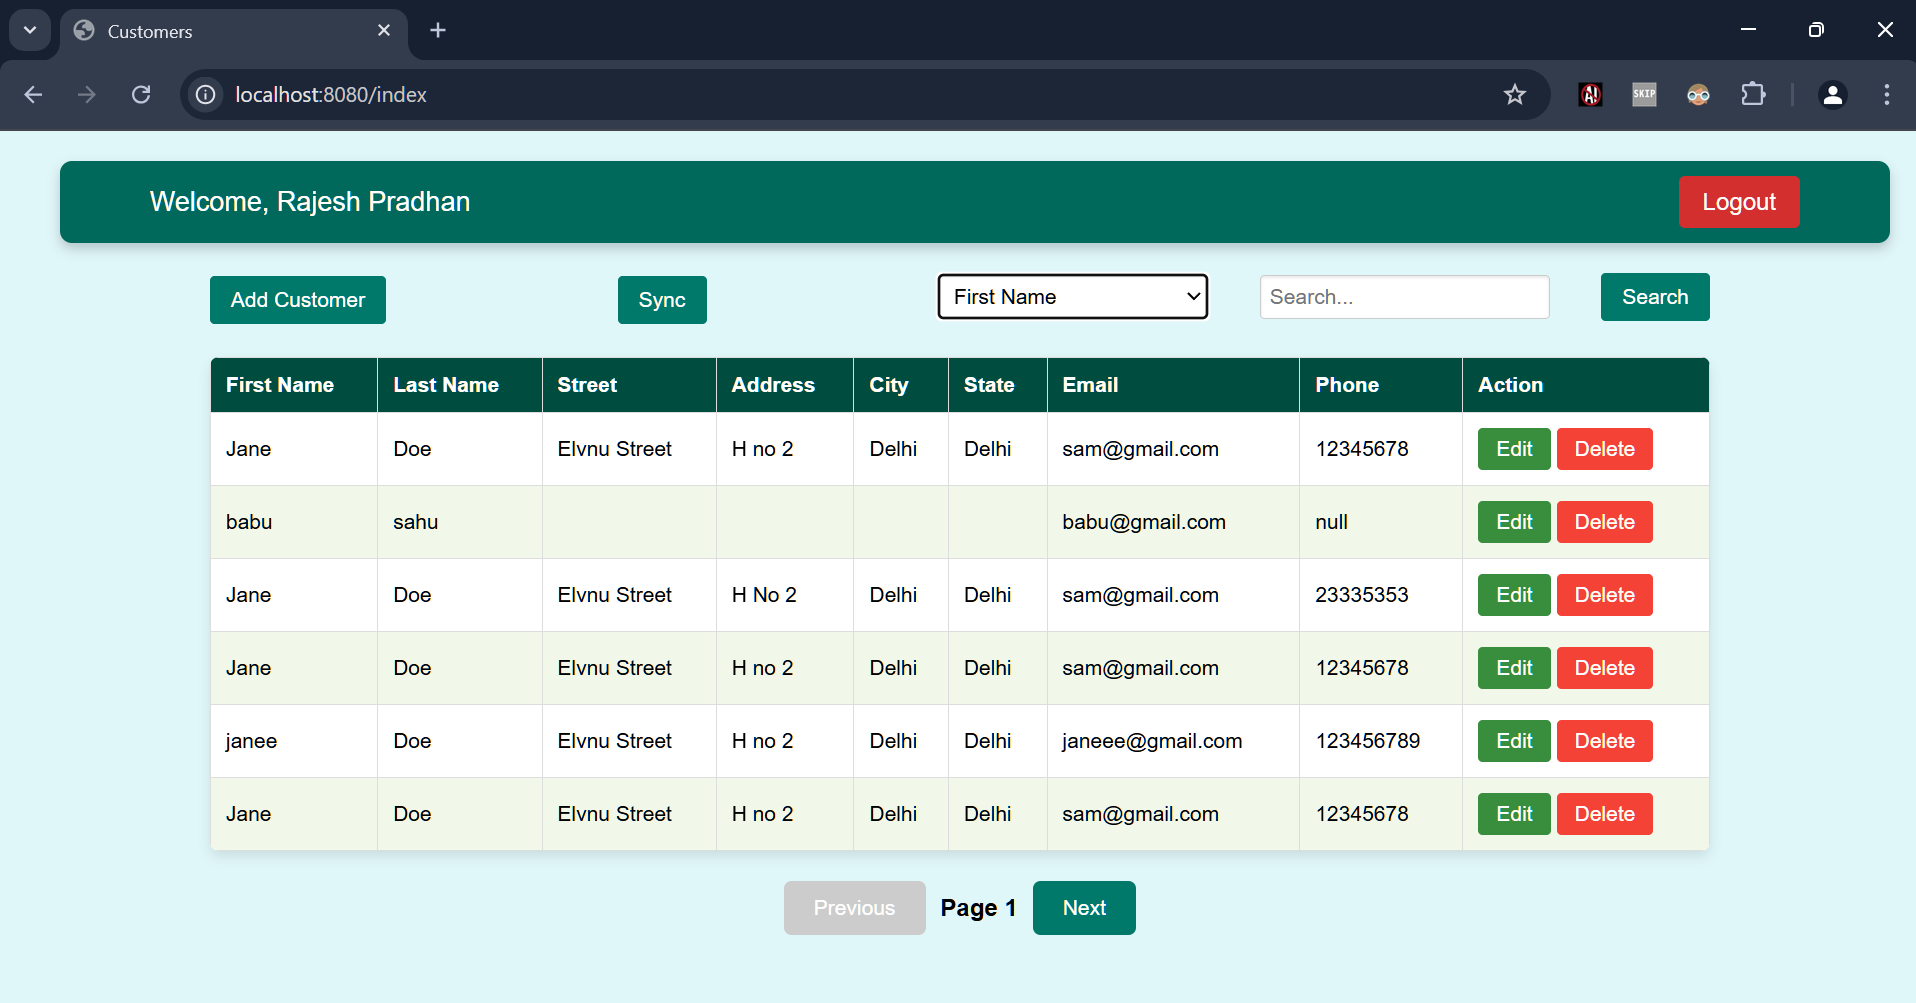 Customers
localhost:8080/index
SKIP
Welcome, Rajesh Pradhan
Logout
Add Customer
Sync
First Name
Search...
Search
First Name Last Name Street Address City State Email Phone Action
Jane Doe Elvnu Street H no 2 Delhi Delhi sam@gmail.com 12345678 Edit Delete
babu sahu babu@gmail.com null Edit Delete
Jane Doe Elvnu Street H No 2 Delhi Delhi sam@gmail.com 23335353 Edit Delete
Jane Doe Elvnu Street H no 2 Delhi Delhi sam@gmail.com 12345678 Edit Delete
janee Doe Elvnu Street H no 2 Delhi Delhi janeee@gmail.com 123456789 Edit Delete
Jane Doe Elvnu Street H no 2 Delhi Delhi sam@gmail.com 12345678 Edit Delete
Previous Page 1 Next